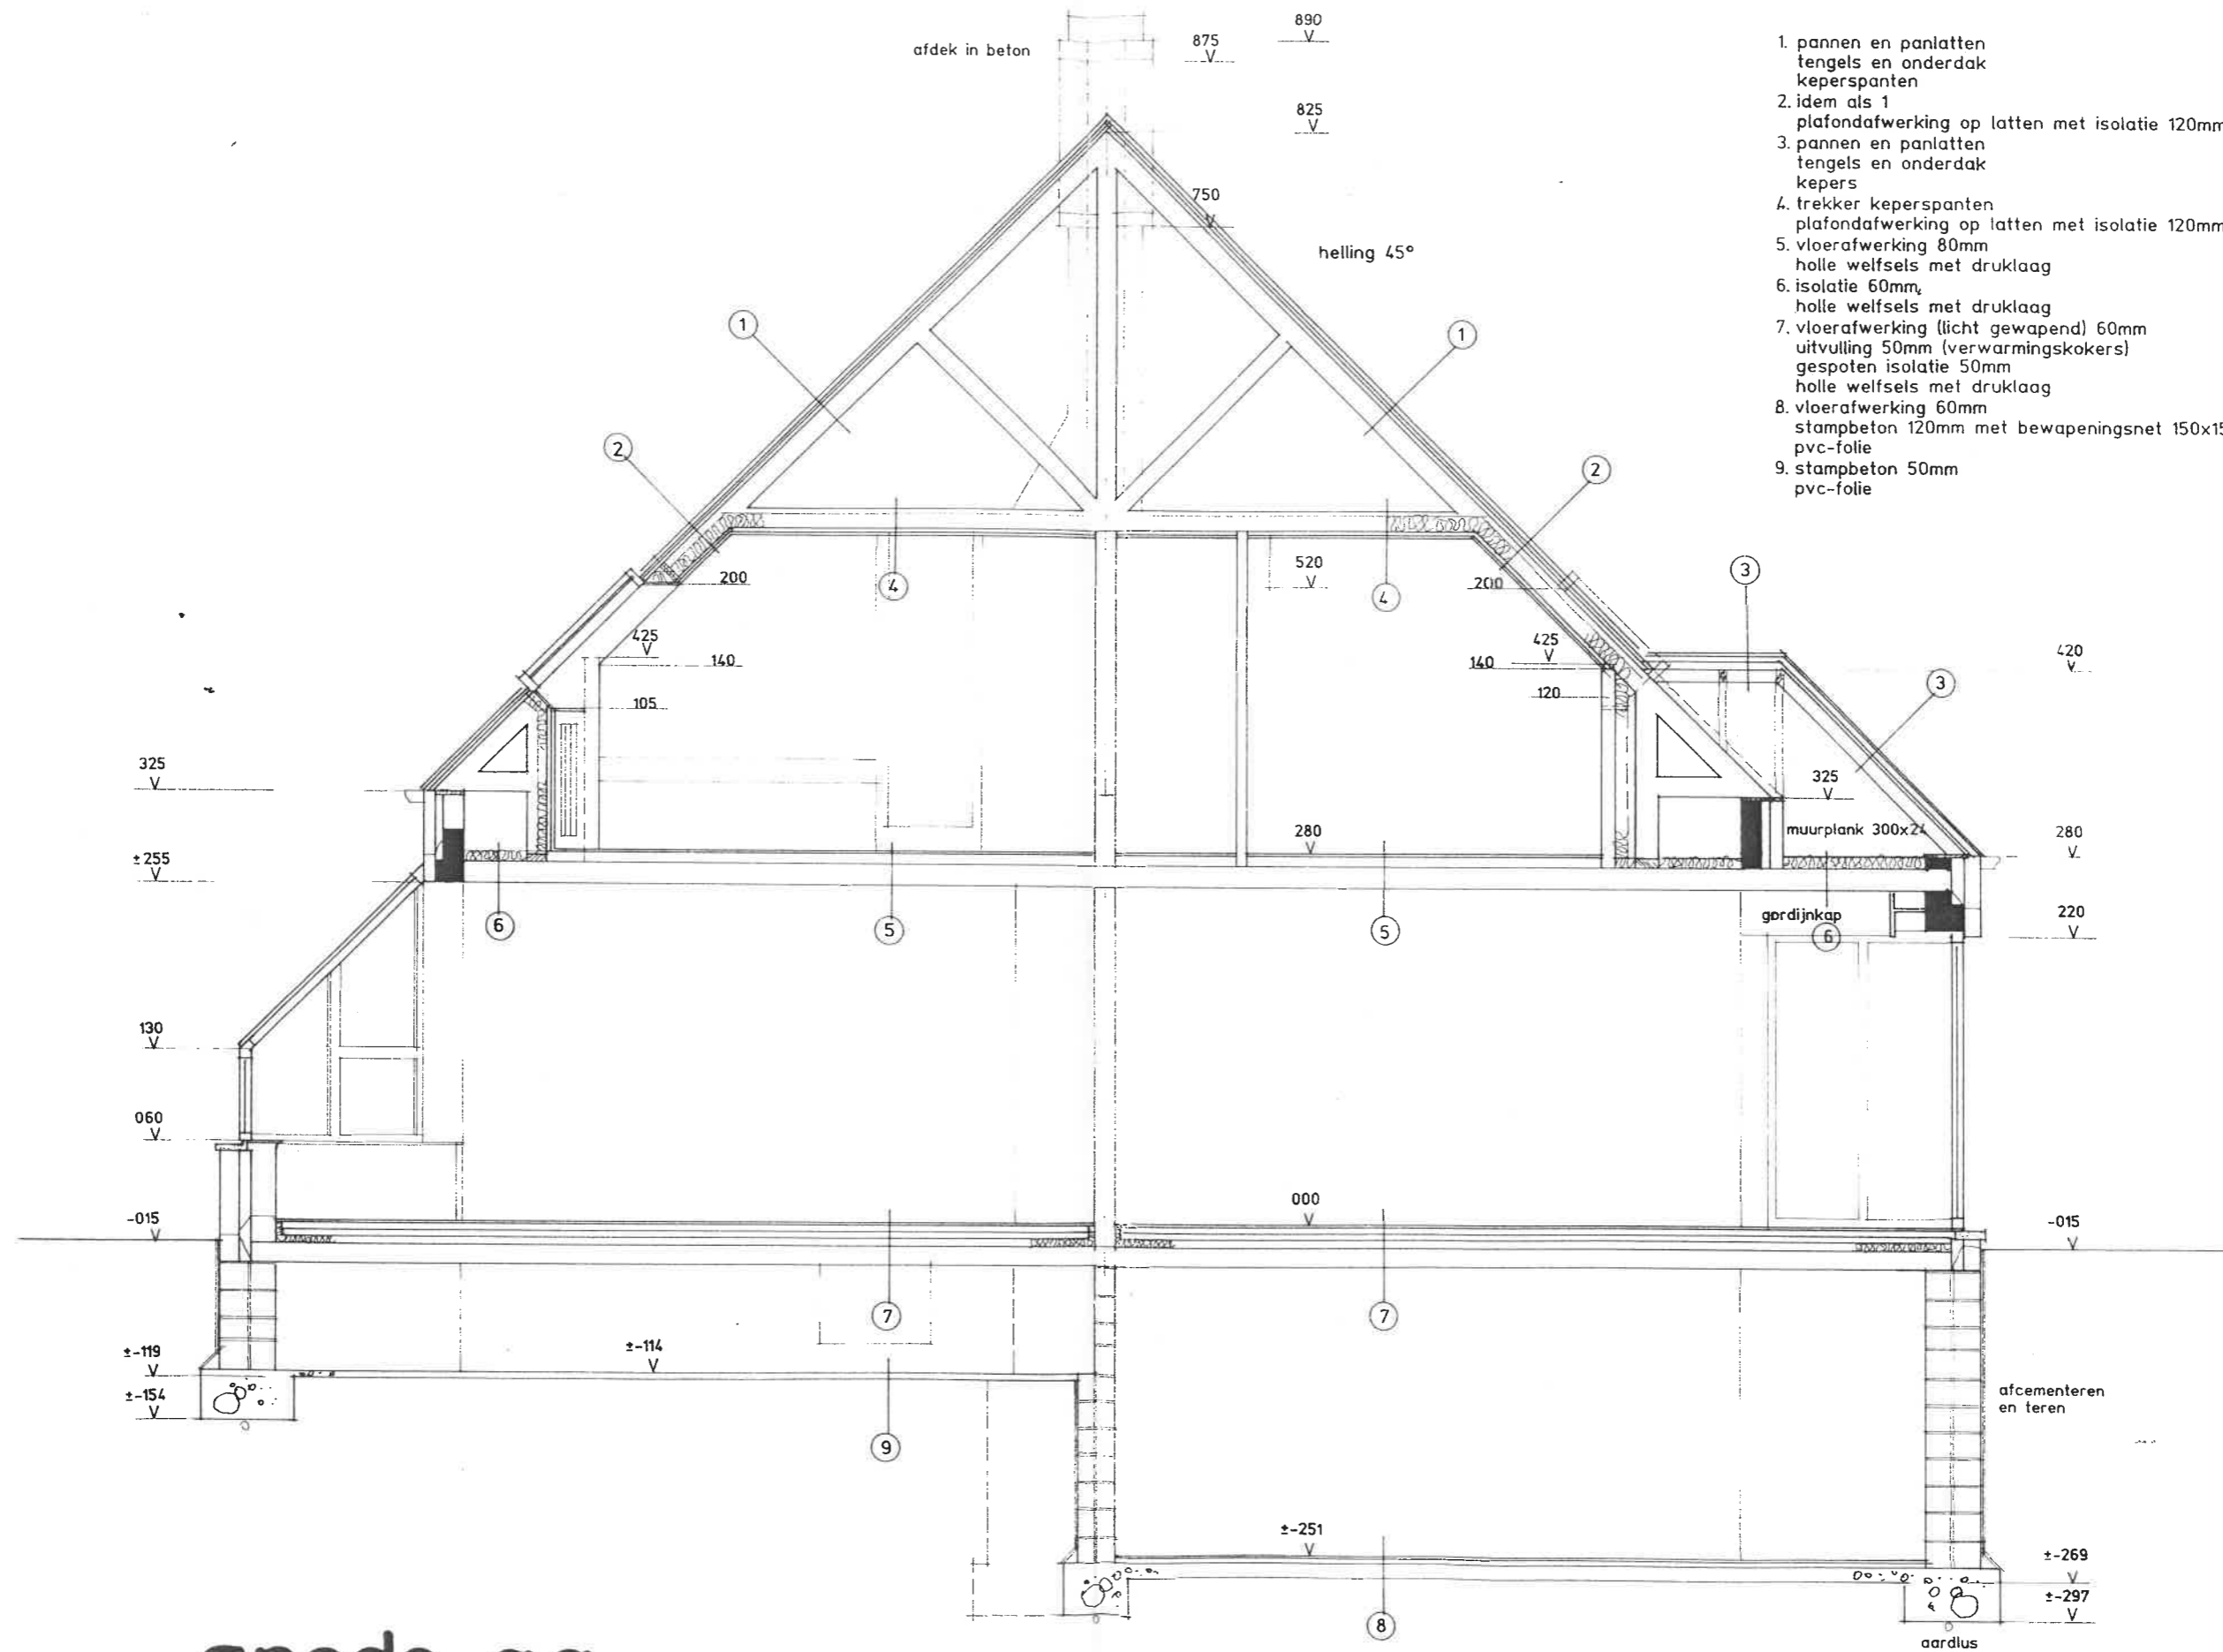 890
875
afdek in beton
825
750
helling 45°
1. pannen en panlatten
tengels en onderdak
keperspanten
2. idem als 1
plafondafwerking op latten met isolatie 120mm
3. pannen en panlatten
tengels en onderdak
kepers
4. trekker keperspanten
plafondafwerking op latten met isolatie 120mm
5. vloerafwerking 80mm
holle welfsels met druklaag
6. isolatie 60mm
holle welfsels met druklaag
7. vloerafwerking (licht gewapend) 60mm
uitvulling 50mm (verwarmingskokers)
gespoten isolatie 50mm
holle welfsels met druklaag
8. vloerafwerking 60mm
stampbeton 120mm met bewapeningsnet 150x15
pvc-folie
9. stampbeton 50mm
pvc-folie
1
1
2
2
200
4
520
4
200
3
425
140
425
140
420
105
120
3
325
325
280
muurplank 300x24
280
±255
6
5
5
gordijnkap
6
220
130
060
000
-015
-015
7
7
±-119
±-114
±-154
afcementeren
en teren
9
±-251
±-269
±-297
8
aardlus